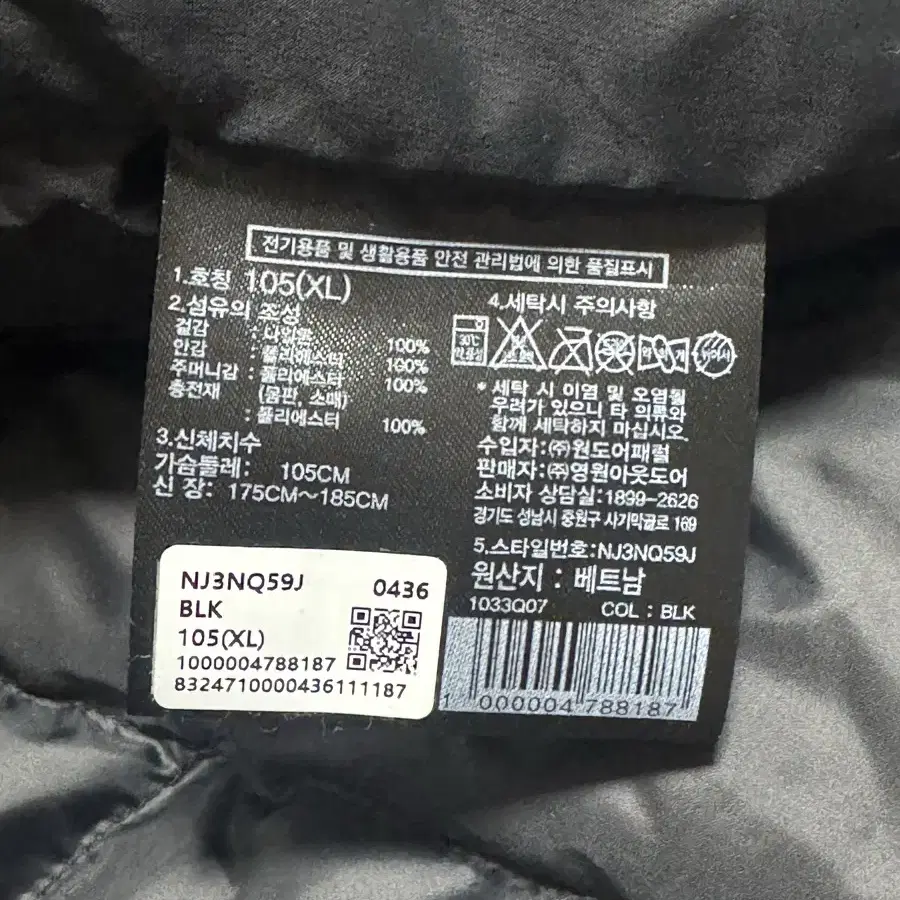 전기용품 및 생활용품 안전 관리법에 의한 품질표시
1.호칭 105(XL)
2.섬유의 조성
겉감 : 나일론 100%
안감 : 폴리에스터 100%
주머니감 : 폴리에스터 100%
충전재 (몸판, 소매)
: 폴리에스터 100%
3.신체치수
가슴둘레: 105CM
신 장: 175CM~185CM
4.세탁시 주의사항
30℃
중성
* 세탁 시 이염 및 오염될
우려가 있으니 타 의류와
함께 세탁하지 마십시오.
수입자:㈜원도어패럴
판매자:㈜영원아웃도어
소비자 상담실:1899-2626
경기도 성남시 중원구 사기막골로 169
5.스타일번호:NJ3NQ59J
원산지 : 베트남
1033Q07 COL : BLK
1 000004 788187
NJ3NQ59J 0436
BLK
105(XL)
1000004788187
8324710000436111187